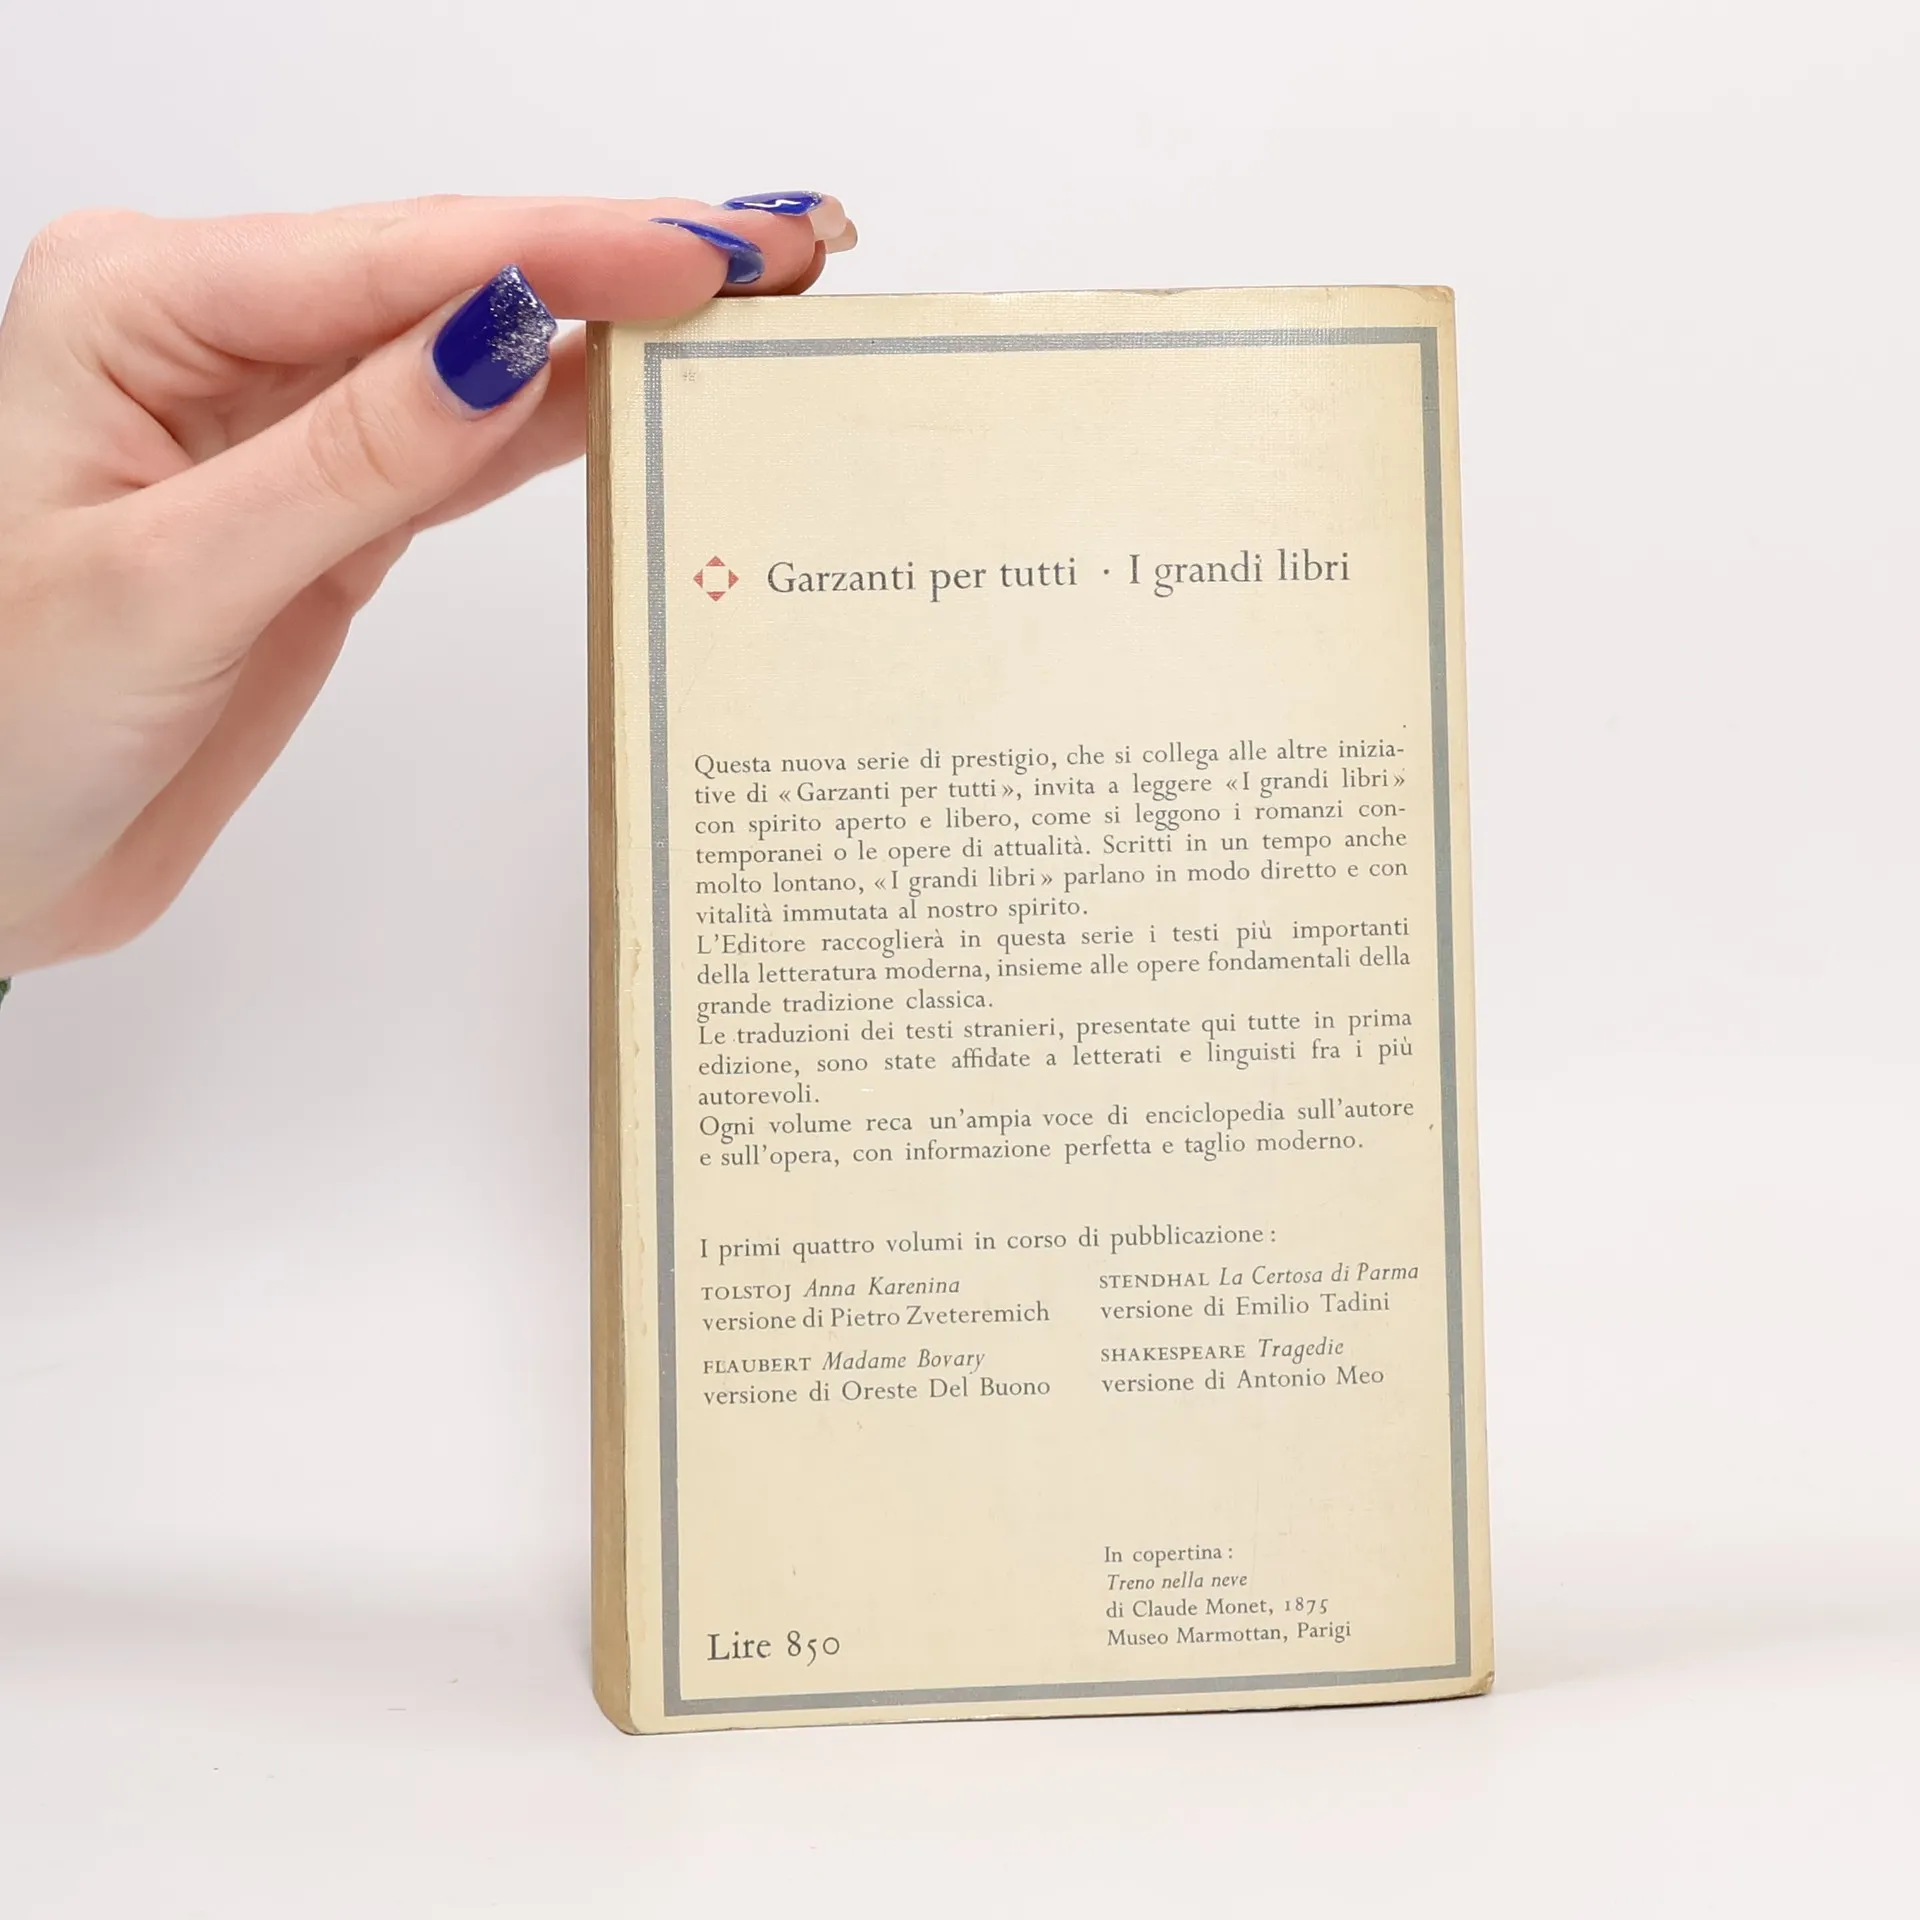 Garzanti per tutti · I grandi libri
Questa nuova serie di prestigio, che si collega alle altre inizia-
tive di «Garzanti per tutti», invita a leggere «I grandi libri»
con spirito aperto e libero, come si leggono i romanzi con-
temporanei o le opere di attualità. Scritti in un tempo anche
molto lontano, «I grandi libri» parlano in modo diretto e con
vitalità immutata al nostro spirito.
L'Editore raccoglierà in questa serie i testi più importanti
della letteratura moderna, insieme alle opere fondamentali della
grande tradizione classica.
Le traduzioni dei testi stranieri, presentate qui tutte in prima
edizione, sono state affidate a letterati e linguisti fra i più
autorevoli.
Ogni volume reca un'ampia voce di enciclopedia sull'autore
e sull'opera, con informazione perfetta e taglio moderno.
I primi quattro volumi in corso di pubblicazione:
TOLSTOJ Anna Karenina
versione di Pietro Zveteremich
FLAUBERT Madame Bovary
versione di Oreste Del Buono
STENDHAL La Certosa di Parma
versione di Emilio Tadini
SHAKESPEARE Tragedie
versione di Antonio Meo
In copertina:
Treno nella neve
di Claude Monet, 1875
Museo Marmottan, Parigi
Lire 850